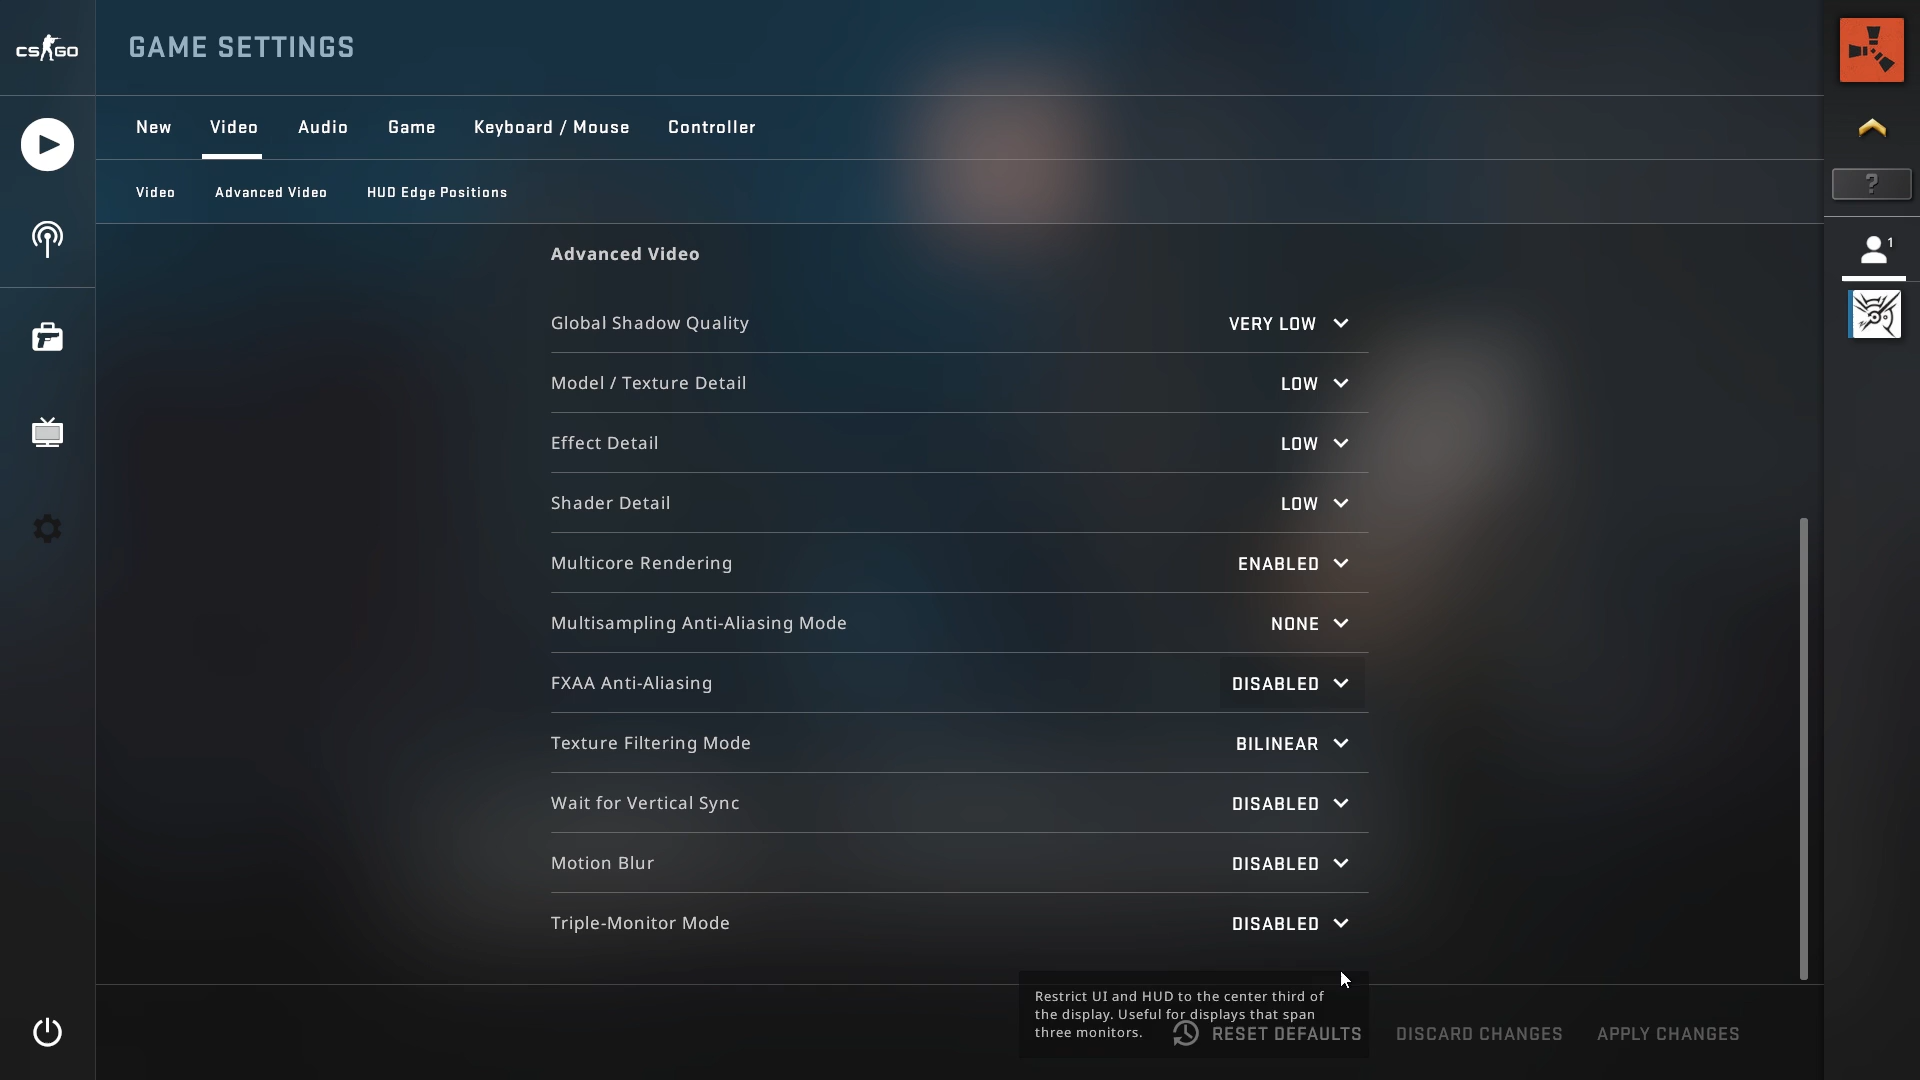 CS GO
GAME SETTINGS
New Video Audio Game Keyboard / Mouse Controller
Video Advanced Video HUD Edge Positions
?
1
Advanced Video
Global Shadow Quality VERY LOW
Model / Texture Detail LOW
Effect Detail LOW
Shader Detail LOW
Multicore Rendering ENABLED
Multisampling Anti-Aliasing Mode NONE
FXAA Anti-Aliasing DISABLED
Texture Filtering Mode BILINEAR
Wait for Vertical Sync DISABLED
Motion Blur DISABLED
Triple-Monitor Mode DISABLED
Restrict UI and HUD to the center third of
the display. Useful for displays that span
three monitors.
RESET DEFAULTS DISCARD CHANGES APPLY CHANGES